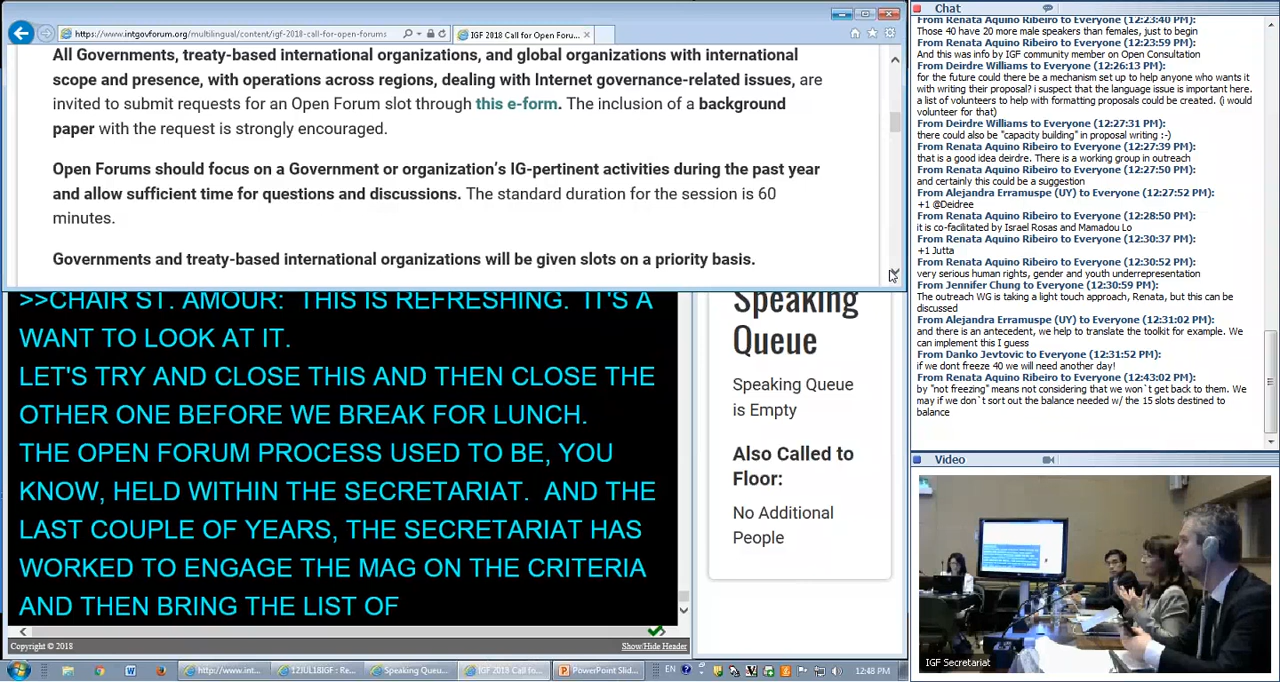 https://www.intgovforum.org/multilingual/content/igf-2018-call-for-open-forums
IGF 2018 Call for Open Foru...
All Governments, treaty-based international organizations, and global organizations with international
scope and presence, with operations across regions, dealing with Internet governance-related issues, are
invited to submit requests for an Open Forum slot through this e-form. The inclusion of a background
paper with the request is strongly encouraged.
Open Forums should focus on a Government or organization's IG-pertinent activities during the past year
and allow sufficient time for questions and discussions. The standard duration for the session is 60
minutes.
Governments and treaty-based international organizations will be given slots on a priority basis.
>>CHAIR ST. AMOUR: THIS IS REFRESHING. IT'S A
WANT TO LOOK AT IT.
LET'S TRY AND CLOSE THIS AND THEN CLOSE THE
OTHER ONE BEFORE WE BREAK FOR LUNCH.
THE OPEN FORUM PROCESS USED TO BE, YOU
KNOW, HELD WITHIN THE SECRETARIAT. AND THE
LAST COUPLE OF YEARS, THE SECRETARIAT HAS
WORKED TO ENGAGE THE MAG ON THE CRITERIA
AND THEN BRING THE LIST OF
Copyright © 2018
Show/Hide Header
Speaking
Queue
Speaking Queue
is Empty
Also Called to
Floor:
No Additional
People
http://www.int...
12JUL18IGF : Re...
Speaking Queu...
IGF 2018 Call fo...
PowerPoint Slid...
EN
12:48 PM
Chat
From Renata Aquino Ribeiro to Everyone (12:23:40 PM):
Those 40 have 20 more male speakers than females, just to begin
From Renata Aquino Ribeiro to Everyone (12:23:59 PM):
And this was info by IGF community member on Open Consultation
From Deirdre Williams to Everyone (12:26:13 PM):
for the future could there be a mechanism set up to help anyone who wants it
with writing their proposal? i suspect that the language issue is important here.
a list of volunteers to help with formatting proposals could be created. (i would
volunteer for that)
From Deirdre Williams to Everyone (12:27:31 PM):
there could also be "capacity building" in proposal writing :-)
From Renata Aquino Ribeiro to Everyone (12:27:39 PM):
that is a good idea deirdre. There is a working group in outreach
From Renata Aquino Ribeiro to Everyone (12:27:50 PM):
and certainly this could be a suggestion
From Alejandra Erramuspe (UY) to Everyone (12:27:52 PM):
+1 @Deidree
From Renata Aquino Ribeiro to Everyone (12:28:50 PM):
it is co-facilitated by Israel Rosas and Mamadou Lo
From Renata Aquino Ribeiro to Everyone (12:30:37 PM):
+1 Jutta
From Renata Aquino Ribeiro to Everyone (12:30:52 PM):
very serious human rights, gender and youth underrepresentation
From Jennifer Chung to Everyone (12:30:59 PM):
The outreach WG is taking a light touch approach, Renata, but this can be
discussed
From Alejandra Erramuspe (UY) to Everyone (12:31:02 PM):
and there is an antecedent, we help to translate the toolkit for example. We
can implement this I guess
From Danko Jevtovic to Everyone (12:31:52 PM):
if we dont freeze 40 we will need another day!
From Renata Aquino Ribeiro to Everyone (12:43:02 PM):
by "not freezing" means not considering that we won`t get back to them. We
may if we don`t sort out the balance needed w/ the 15 slots destined to
balance
Video
IGF Secretariat